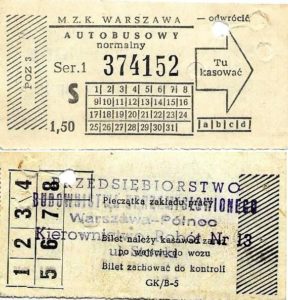 M.Z.K. WARSZAWA
— odwrócić
AUTOBUSOWY
normalny
POZ 3
Ser.1 374152
Tu
kasować
S
1 2 3 4 5 6 7 8
9 10 11 12 13 14 15 16
17 18 19 20 21 22 23 24
25 26 27 28 29 30 31
1,50
a b c d
1 2 3 4
5 6 7 8
PRZEDSIĘBIORSTWO
BUDOWNICTWA
Pieczątka zakładu pracy
Warszawa-Północ
Kierownictwo Robót Nr 13
Bilet należy kasować zaraz
po wejściu do wozu
ul.
Bilet zachować do kontroli
GK/B-5